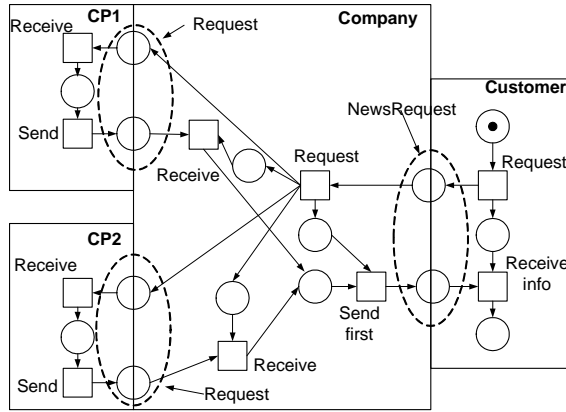 CP1
Company
Receive
Request
Customer
NewsRequest
Send
Request
Request
Receive
CP2
Receive
Receive
info
Send
first
Receive
Send
Request